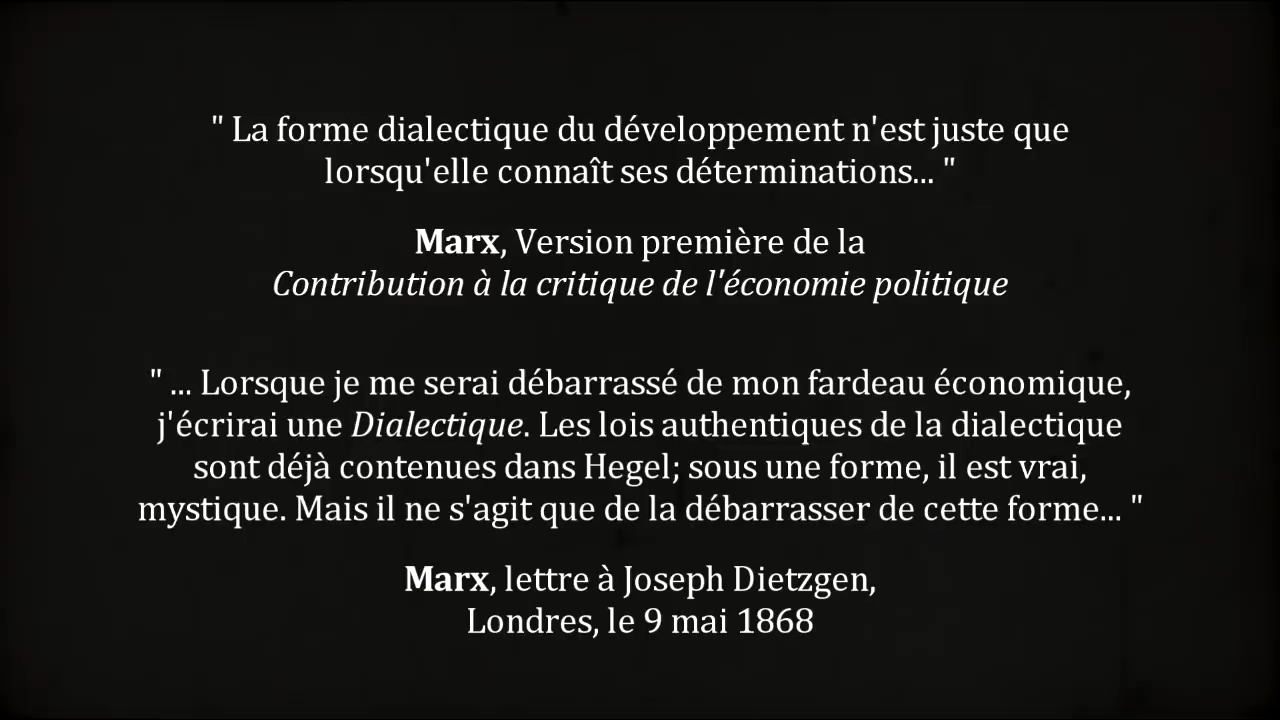 " La forme dialectique du développement n'est juste que
lorsqu'elle connaît ses déterminations... "
Marx, Version première de la
Contribution à la critique de l'économie politique
" ... Lorsque je me serai débarrassé de mon fardeau économique,
j'écrirai une Dialectique. Les lois authentiques de la dialectique
sont déjà contenues dans Hegel; sous une forme, il est vrai,
mystique. Mais il ne s'agit que de la débarrasser de cette forme... "
Marx, lettre à Joseph Dietzgen,
Londres, le 9 mai 1868